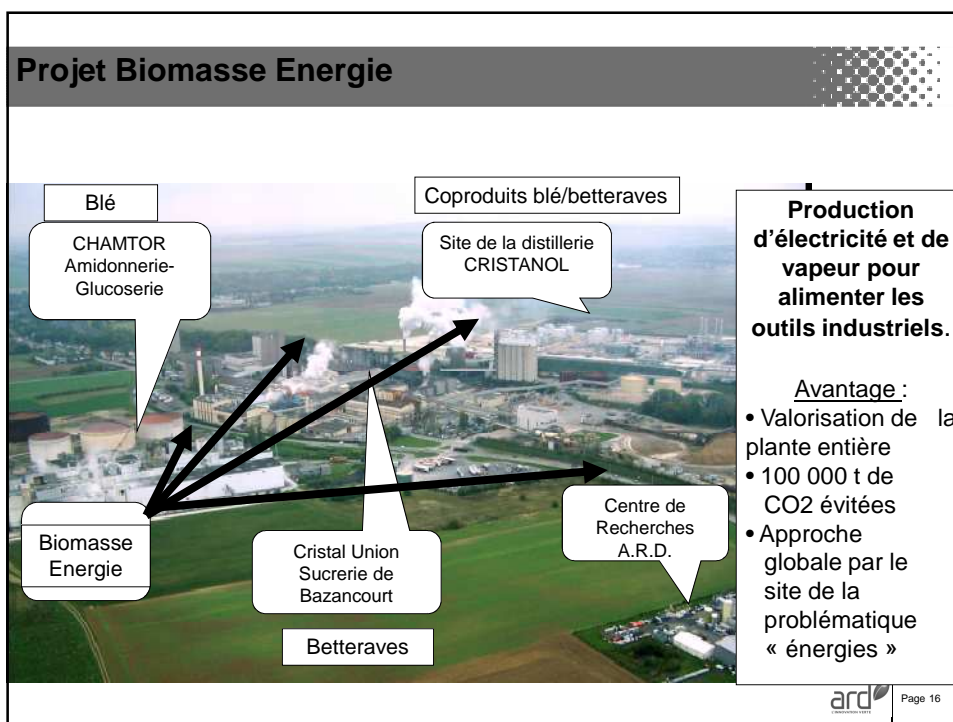 Projet Biomasse Energie
Blé
CHAMTOR
Amidonnerie-
Glucoserie
Coproduits blé/betteraves
Site de la distillerie
CRISTANOL
Biomasse
Energie
Cristal Union
Sucrerie de
Bazancourt
Betteraves
Centre de
Recherches
A.R.D.
Production
d’électricité et de
vapeur pour
alimenter les
outils industriels.
Avantage :
• Valorisation de la
plante entière
• 100 000 t de
CO2 évitées
• Approche
globale par le
site de la
problématique
« énergies »
ard
L'INNOVATION VERTE
Page 16